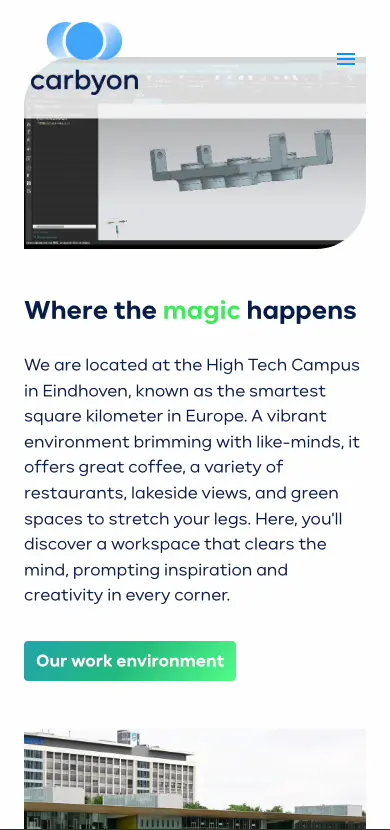 carbyon
Where the magic happens
We are located at the High Tech Campus
in Eindhoven, known as the smartest
square kilometer in Europe. A vibrant
environment brimming with like-minds, it
offers great coffee, a variety of
restaurants, lakeside views, and green
spaces to stretch your legs. Here, you'll
discover a workspace that clears the
mind, prompting inspiration and
creativity in every corner.
Our work environment